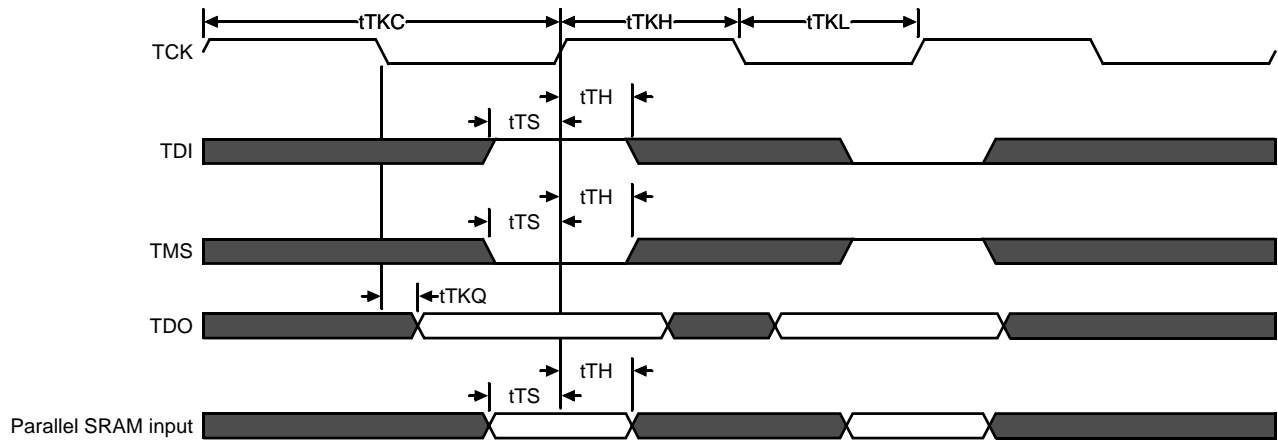 tTKC tTKH tTKL
TCK
tTH
tTS
TDI
tTH
tTS
TMS
tTKQ
TDO
tTH
tTS
Parallel SRAM input